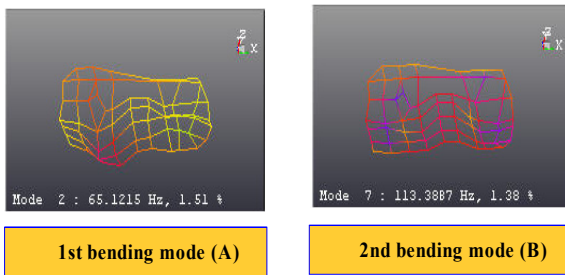 Z
X
Mode 2 : 65.1215 Hz, 1.51 %
1st bending mode (A)
Z
X
Mode 7 : 113.3887 Hz, 1.38 %
2nd bending mode (B)